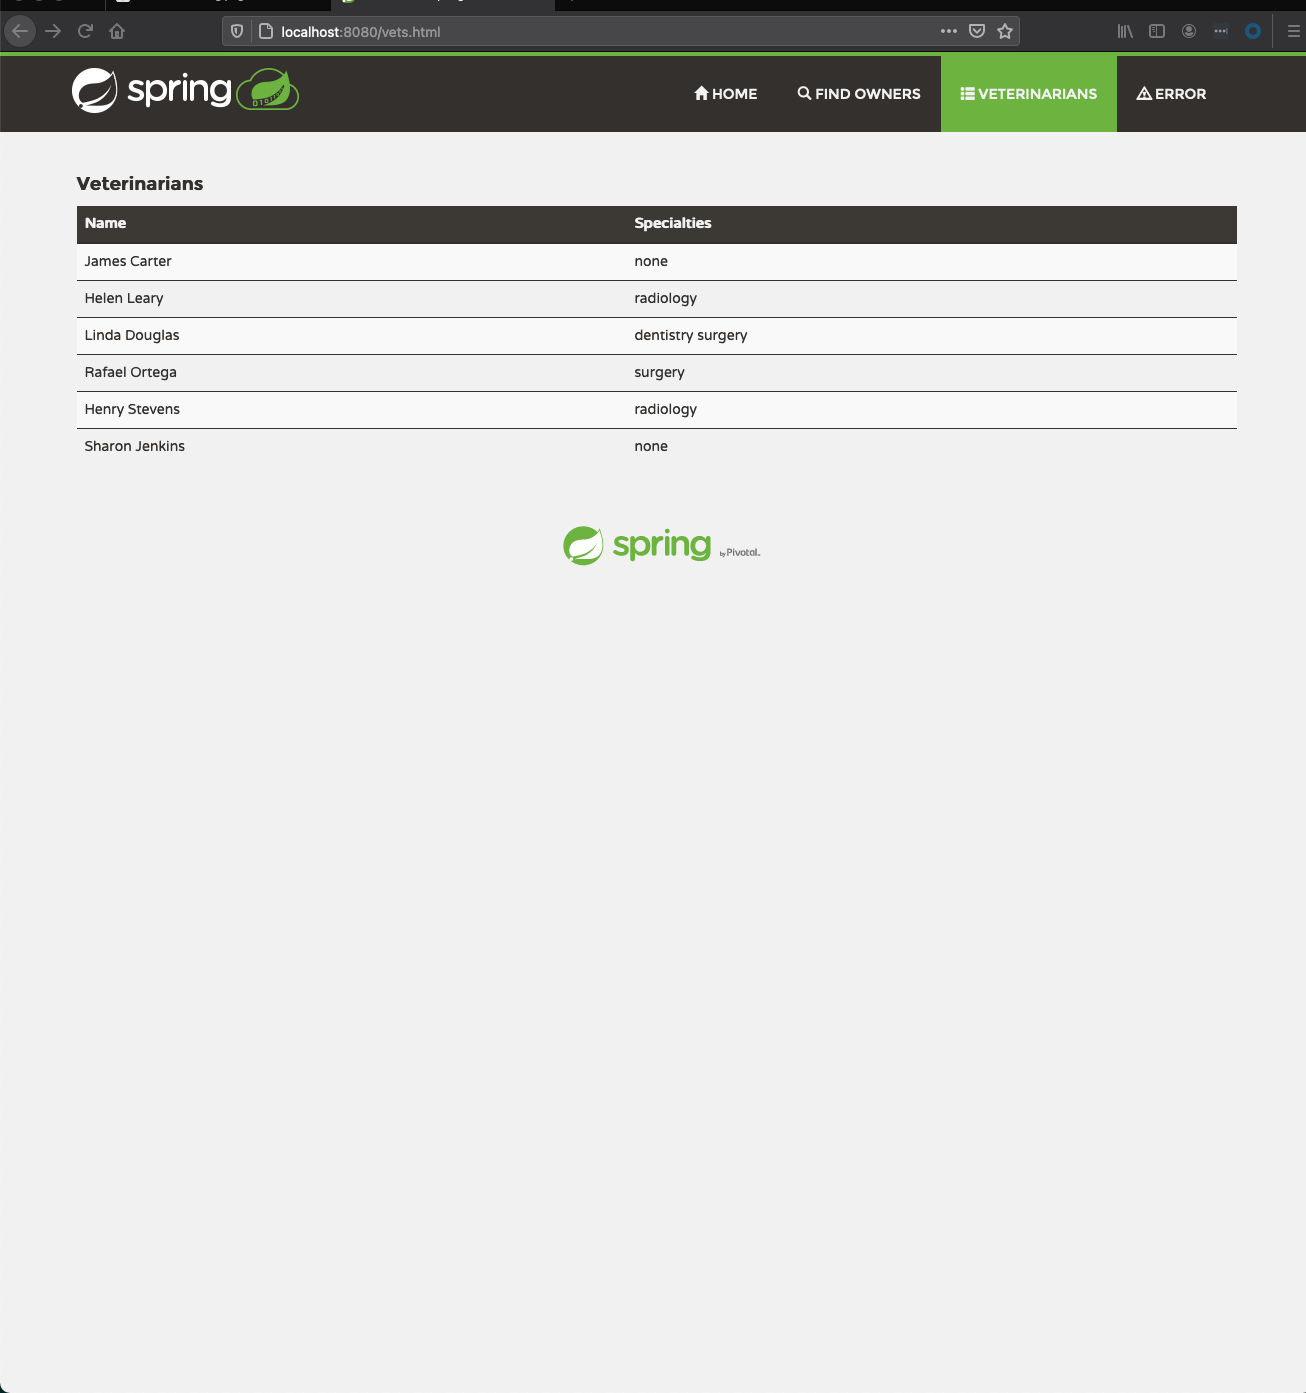 localhost:8080/vets.html
spring
HOME
FIND OWNERS
VETERINARIANS
ERROR
Veterinarians
Name Specialties
James Carter none
Helen Leary radiology
Linda Douglas dentistry surgery
Rafael Ortega surgery
Henry Stevens radiology
Sharon Jenkins none
spring by Pivotal